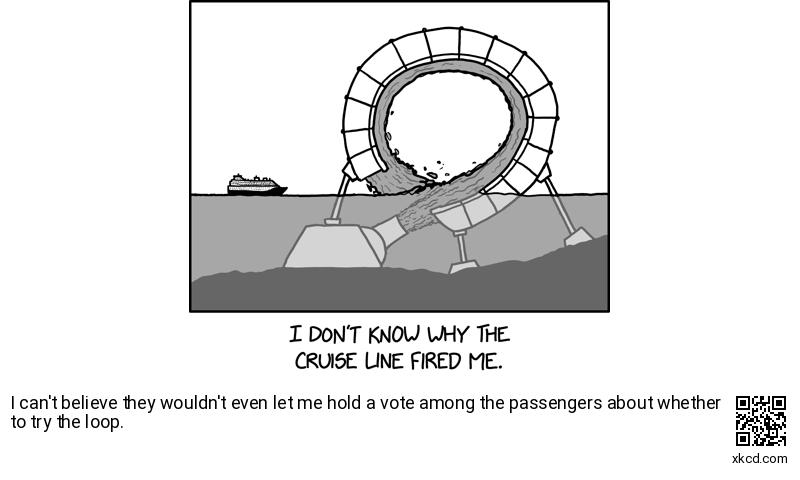 I DON'T KNOW WHY THE
CRUISE LINE FIRED ME.
I can't believe they wouldn't even let me hold a vote among the passengers about whether
to try the loop.
xkcd.com